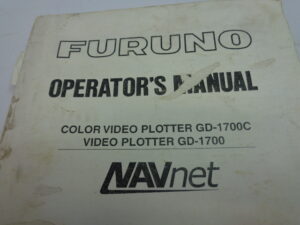 FURUNO
OPERATOR'S MANUAL
COLOR VIDEO PLOTTER GD-1700C
VIDEO PLOTTER GD-1700
NAVnet